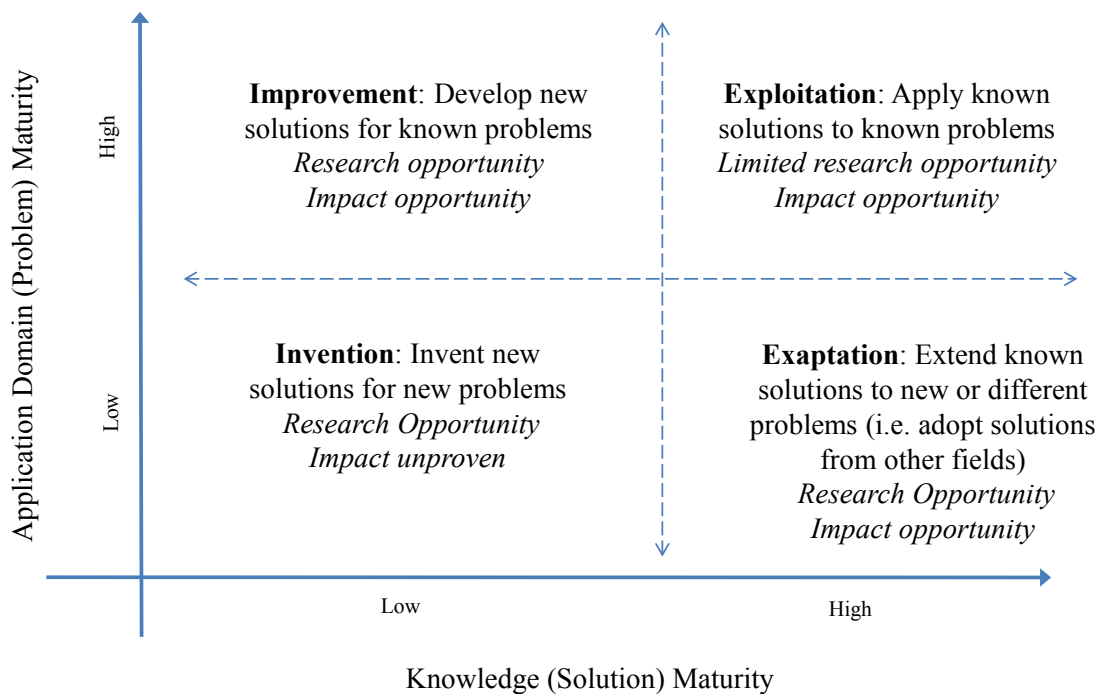 Application Domain (Problem) Maturity
High
Low
Improvement: Develop new
solutions for known problems
Research opportunity
Impact opportunity
Exploitation: Apply known
solutions to known problems
Limited research opportunity
Impact opportunity
Invention: Invent new
solutions for new problems
Research Opportunity
Impact unproven
Exaptation: Extend known
solutions to new or different
problems (i.e. adopt solutions
from other fields)
Research Opportunity
Impact opportunity
Low
High
Knowledge (Solution) Maturity